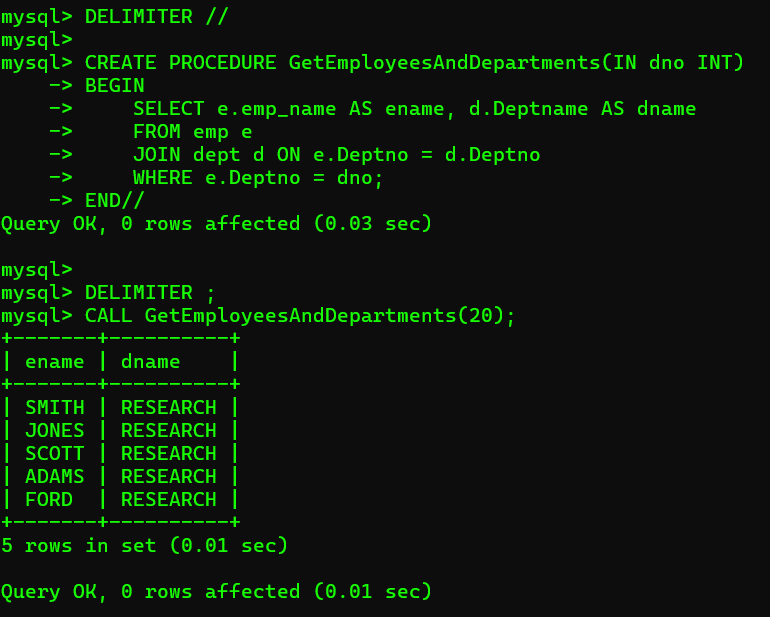 mysql> DELIMITER //
mysql>
mysql> CREATE PROCEDURE GetEmployeesAndDepartments(IN dno INT)
    -> BEGIN
    ->     SELECT e.emp_name AS ename, d.Deptname AS dname
    ->     FROM emp e
    ->     JOIN dept d ON e.Deptno = d.Deptno
    ->     WHERE e.Deptno = dno;
    -> END//
Query OK, 0 rows affected (0.03 sec)

mysql>
mysql> DELIMITER ;
mysql> CALL GetEmployeesAndDepartments(20);
+-------+----------+
| ename | dname    |
+-------+----------+
| SMITH | RESEARCH |
| JONES | RESEARCH |
| SCOTT | RESEARCH |
| ADAMS | RESEARCH |
| FORD  | RESEARCH |
+-------+----------+
5 rows in set (0.01 sec)

Query OK, 0 rows affected (0.01 sec)